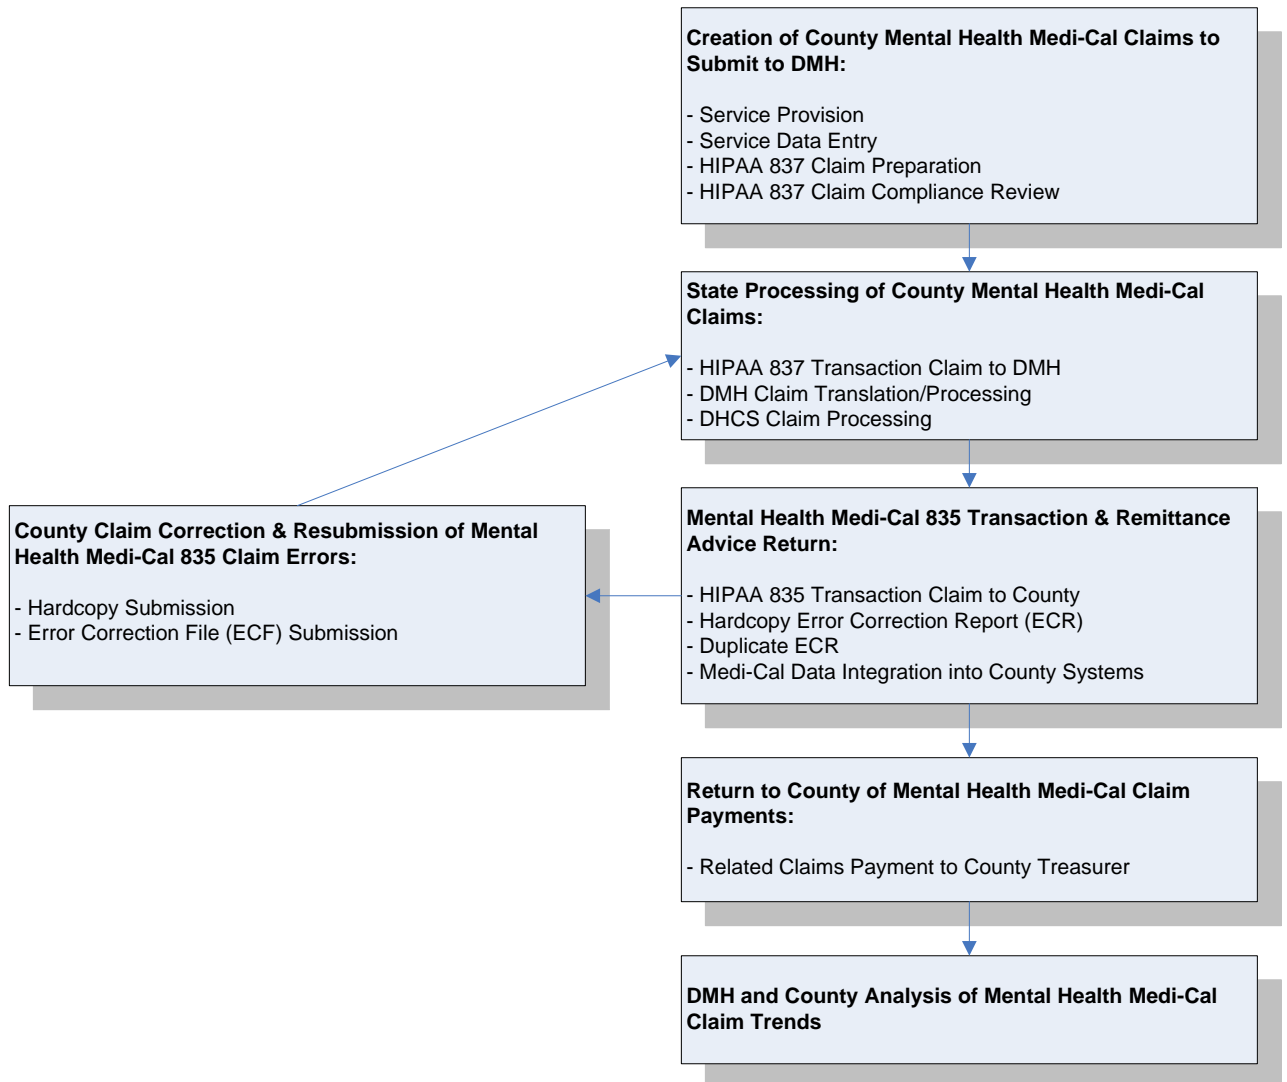 Creation of County Mental Health Medi-Cal Claims to
Submit to DMH:
- Service Provision
- Service Data Entry
- HIPAA 837 Claim Preparation
- HIPAA 837 Claim Compliance Review
State Processing of County Mental Health Medi-Cal
Claims:
- HIPAA 837 Transaction Claim to DMH
- DMH Claim Translation/Processing
- DHCS Claim Processing
County Claim Correction & Resubmission of Mental
Health Medi-Cal 835 Claim Errors:
- Hardcopy Submission
- Error Correction File (ECF) Submission
Mental Health Medi-Cal 835 Transaction & Remittance
Advice Return:
- HIPAA 835 Transaction Claim to County
- Hardcopy Error Correction Report (ECR)
- Duplicate ECR
- Medi-Cal Data Integration into County Systems
Return to County of Mental Health Medi-Cal Claim
Payments:
- Related Claims Payment to County Treasurer
DMH and County Analysis of Mental Health Medi-Cal
Claim Trends